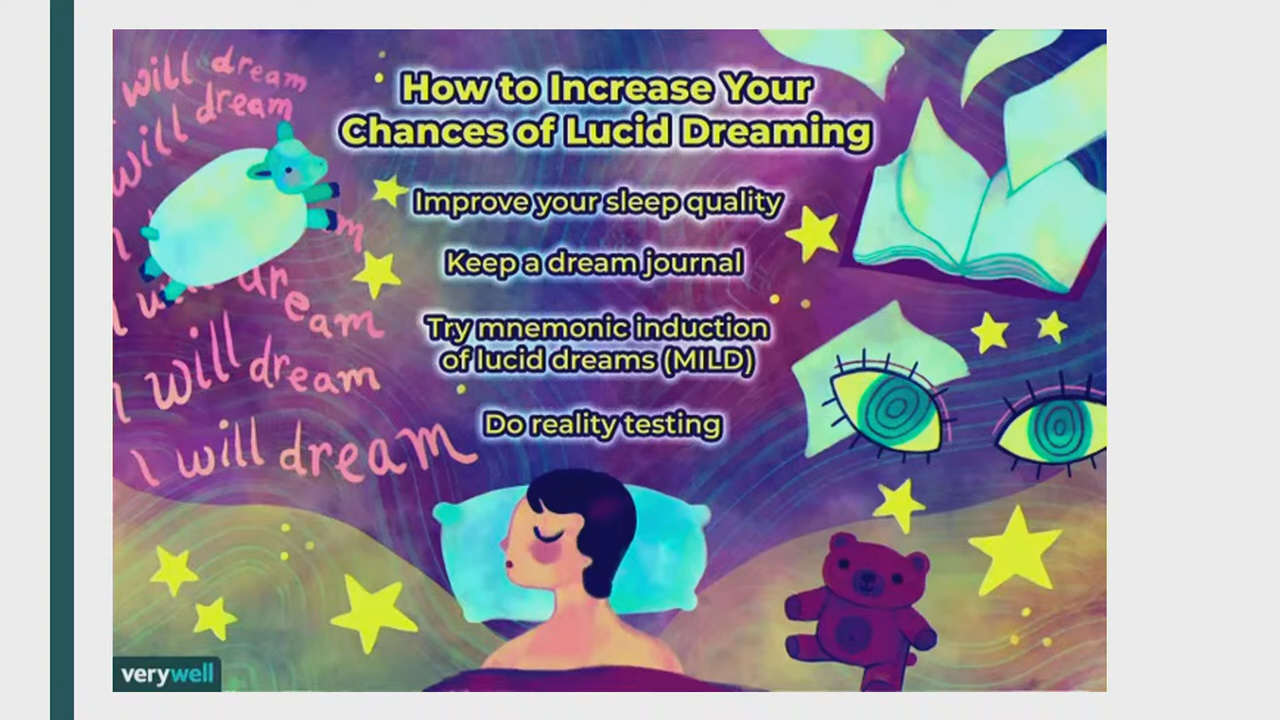 will dream
will dream
How to Increase Your
Chances of Lucid Dreaming
Improve your sleep quality
Keep a dream journal
Try mnemonic induction
of lucid dreams (MILD)
Do reality testing
I
m
I dream
I will dream
I will dream
verywell